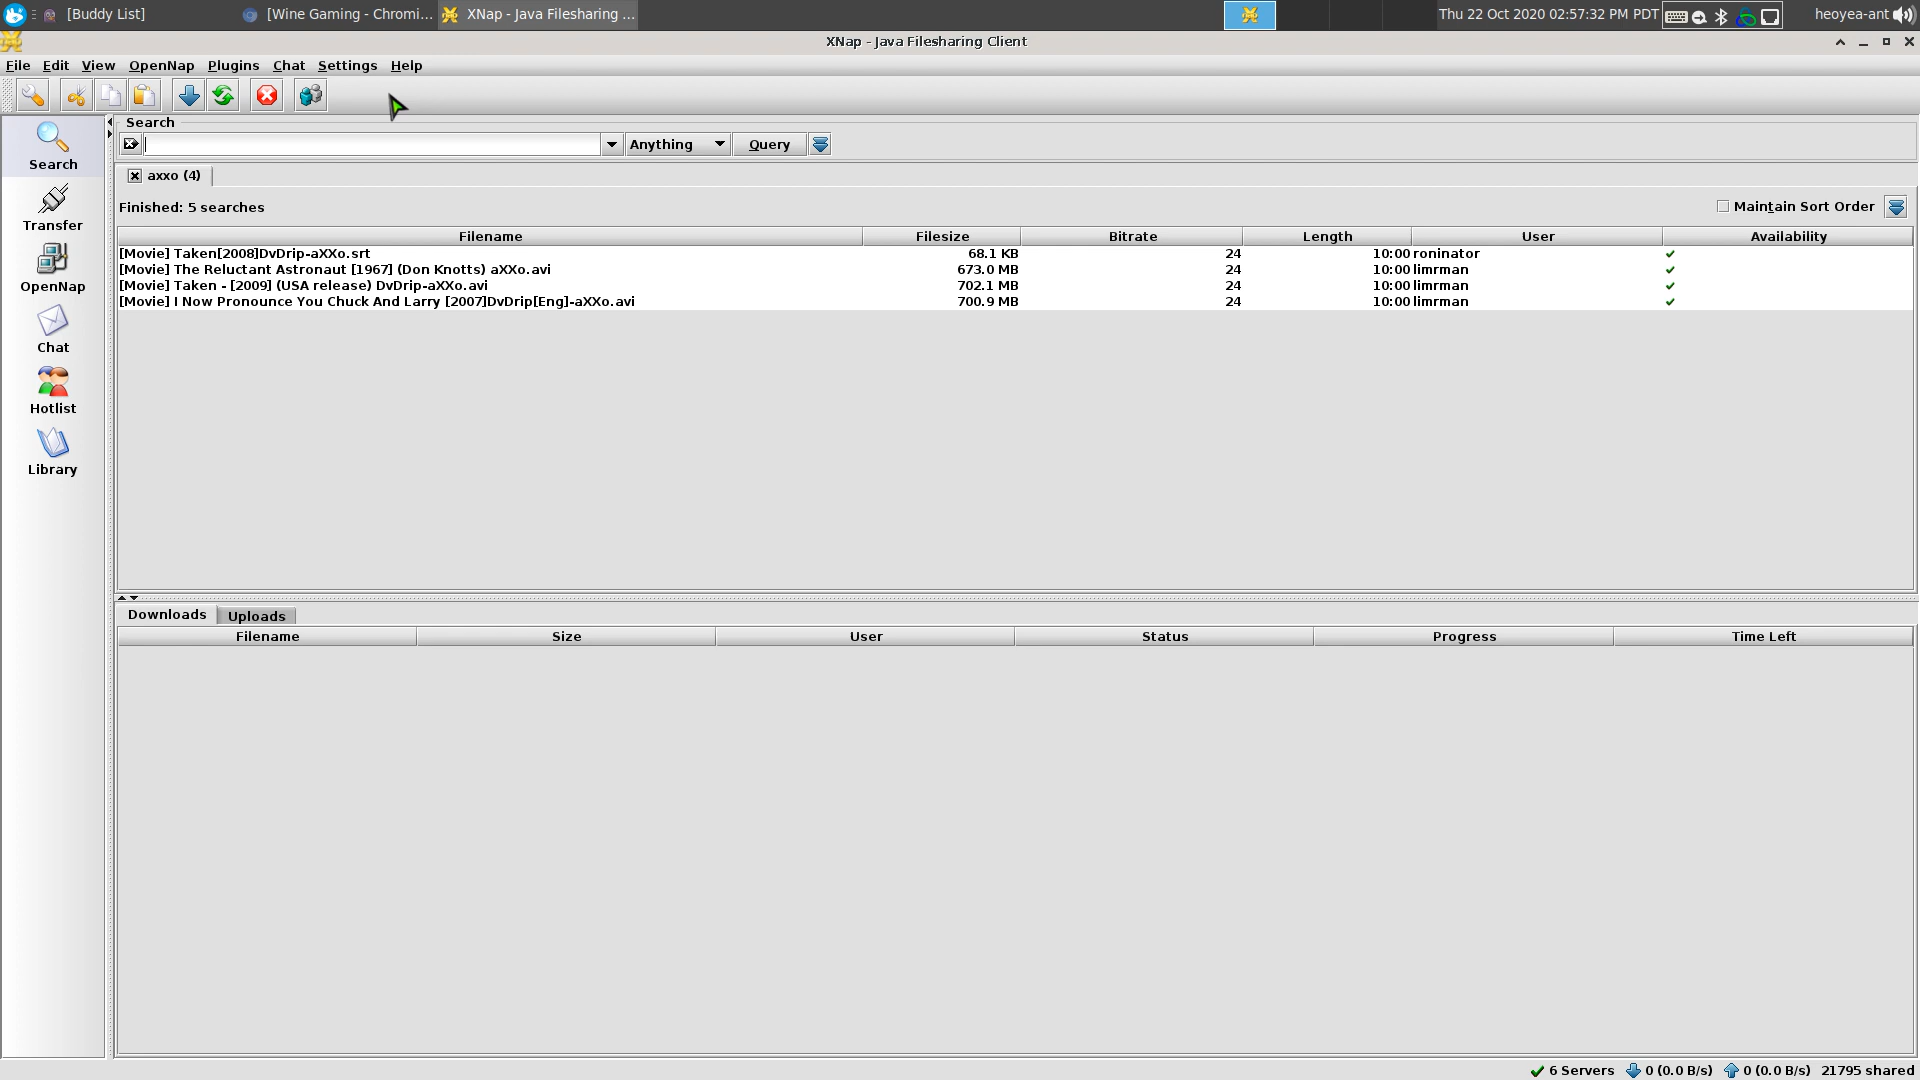 [Buddy List] [Wine Gaming - Chromi... XNap - Java Filesharing ... Thu 22 Oct 2020 02:57:32 PM PDT heoyea-ant
XNap - Java Filesharing Client
File Edit View OpenNap Plugins Chat Settings Help
Search
Anything Query
axxo (4)
Finished: 5 searches Maintain Sort Order
Filename Filesize Bitrate Length User Availability
[Movie] Taken[2008]DvDrip-aXXo.srt 68.1 KB 24 10:00 roninator
[Movie] The Reluctant Astronaut [1967] (Don Knotts) aXXo.avi 673.0 MB 24 10:00 limrman
[Movie] Taken - [2009] (USA release) DvDrip-aXXo.avi 702.1 MB 24 10:00 limrman
[Movie] I Now Pronounce You Chuck And Larry [2007]DvDrip[Eng]-aXXo.avi 700.9 MB 24 10:00 limrman
Search
Transfer
OpenNap
Chat
Hotlist
Library
Downloads Uploads
Filename Size User Status Progress Time Left
6 Servers 0 (0.0 B/s) 0 (0.0 B/s) 21795 shared